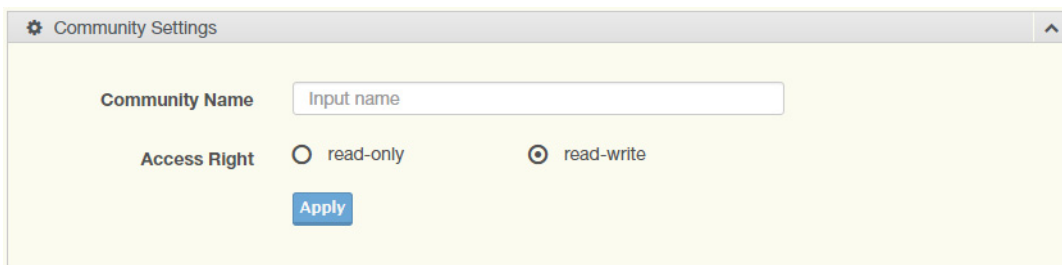 Community Settings
Community Name Input name
Access Right read-only read-write
Apply